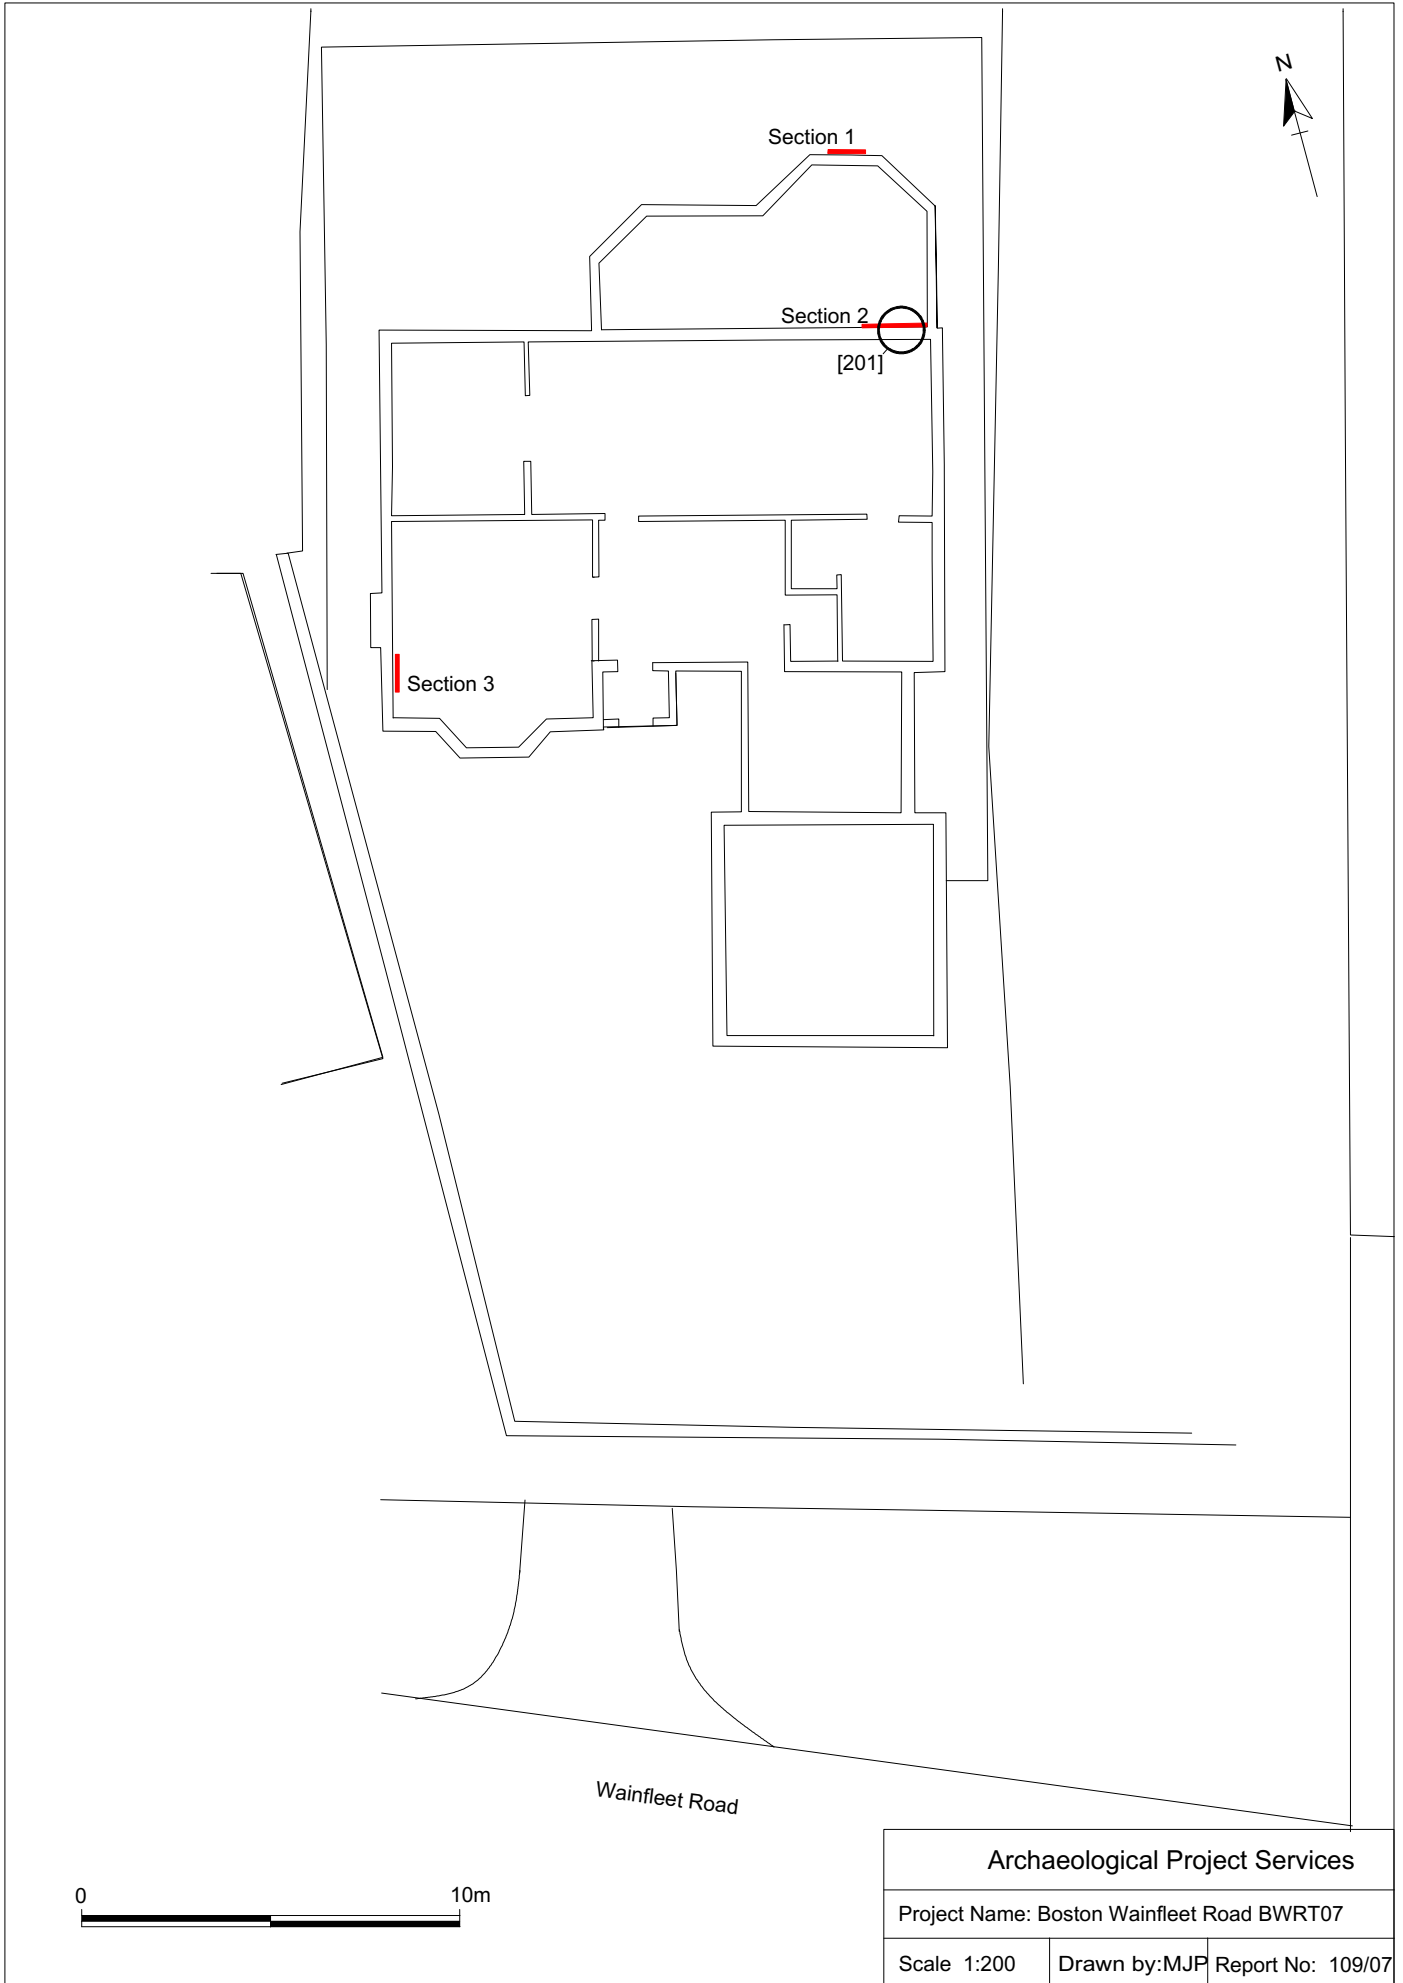 N
Section 1
Section 2
[201]
Section 3
Wainfleet Road
0 10m
Archaeological Project Services
Project Name: Boston Wainfleet Road BWRT07
Scale 1:200 Drawn by:MJP Report No: 109/07